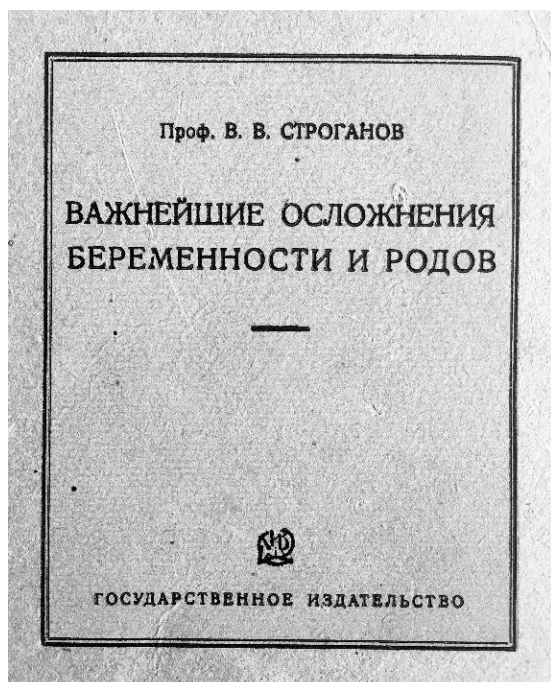 Проф. В. В. СТРОГАНОВ
ВАЖНЕЙШИЕ ОСЛОЖНЕНИЯ
БЕРЕМЕННОСТИ И РОДОВ
ГОСУДАРСТВЕННОЕ ИЗДАТЕЛЬСТВО